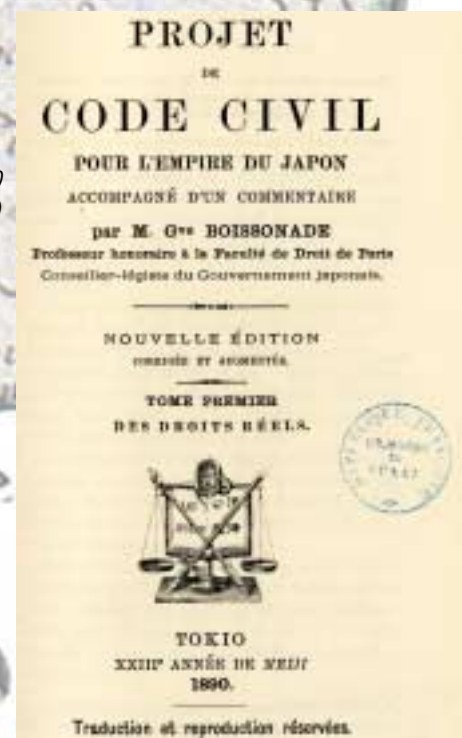 PROJET
DE
CODE CIVIL
POUR L'EMPIRE DU JAPON
ACCOMPAGNÉ D'UN COMMENTAIRE
par M. Gve BOISSONADE
Professeur honoraire à la Faculté de Droit de Paris
Conseiller-légiste du Gouvernement japonais.
NOUVELLE ÉDITION
CORRIGÉE ET AUGMENTÉE
TOME PREMIER
DES DROITS RÉELS.
TOKIO
XXIIIe ANNÉE DE MEIJI
1890.
Traduction et reproduction réservées.